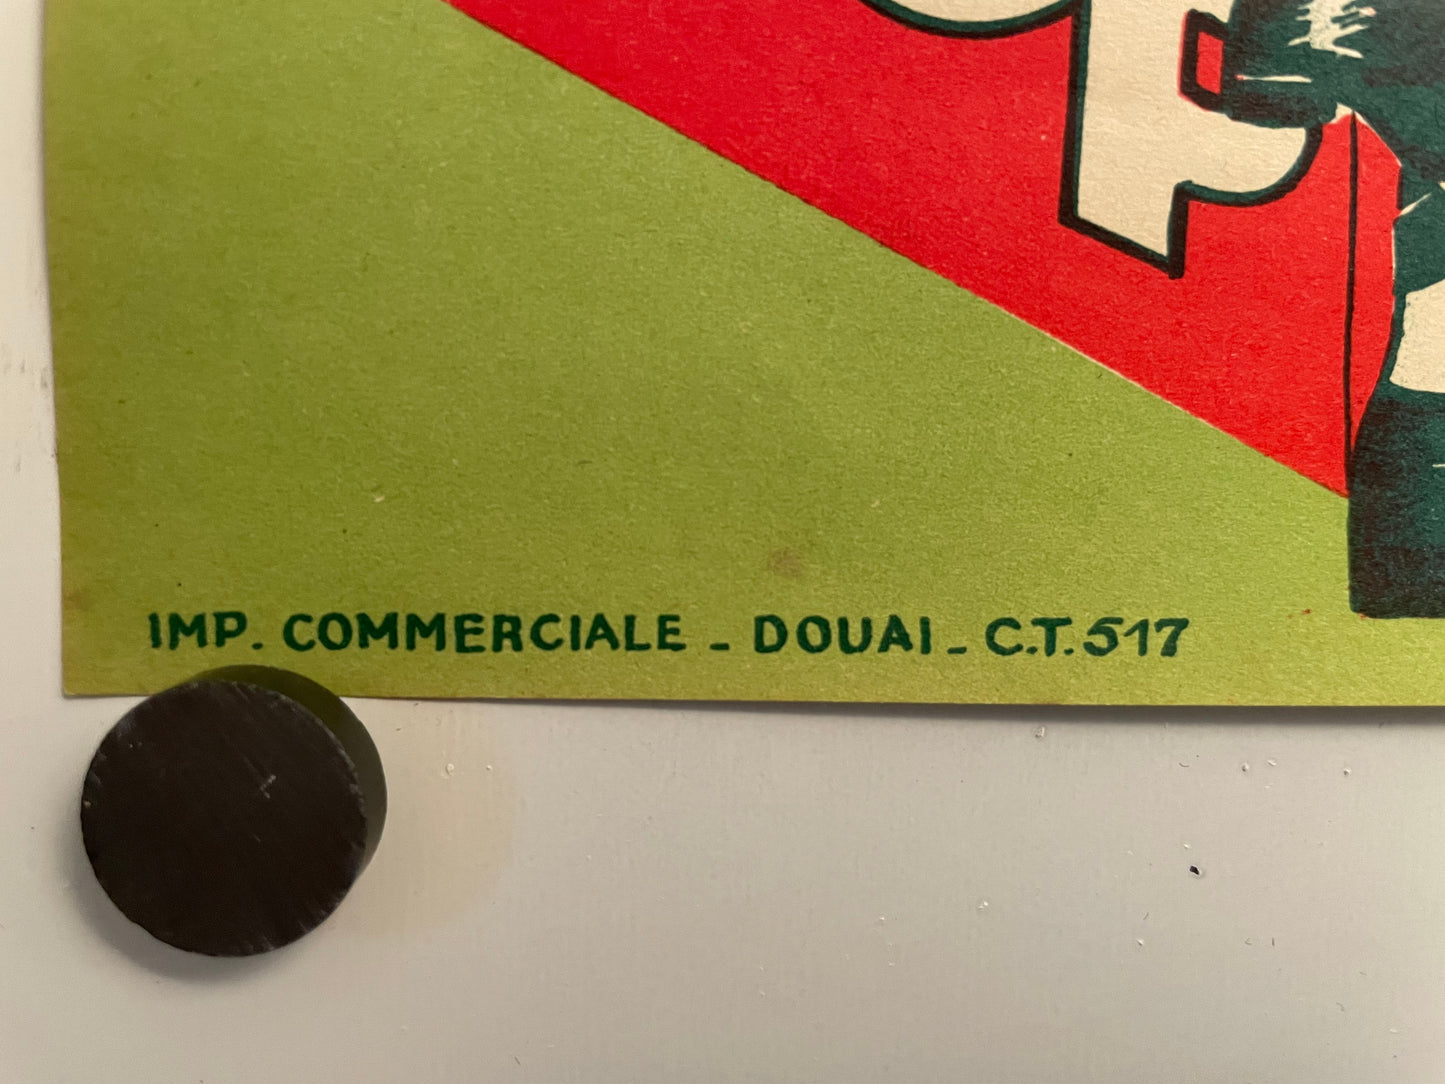 IMP. COMMERCIALE - DOUAI - C.T. 517